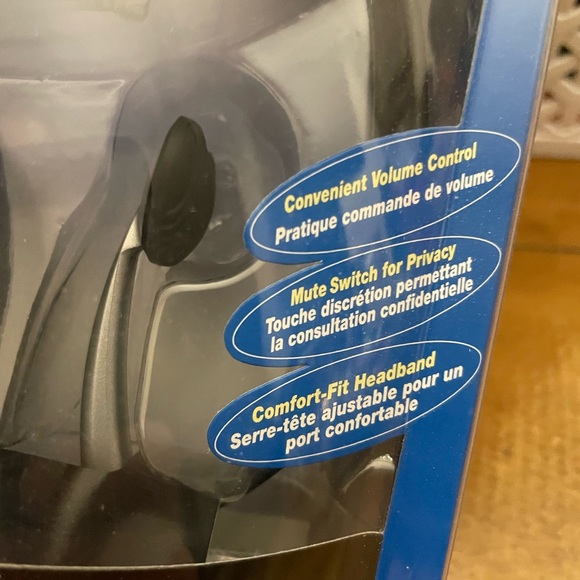 Convenient Volume Control
Pratique commande de volume
Mute Switch for Privacy
Touche discrétion permettant
la consultation confidentielle
Comfort-Fit Headband
Serre-tête ajustable pour un
port confortable